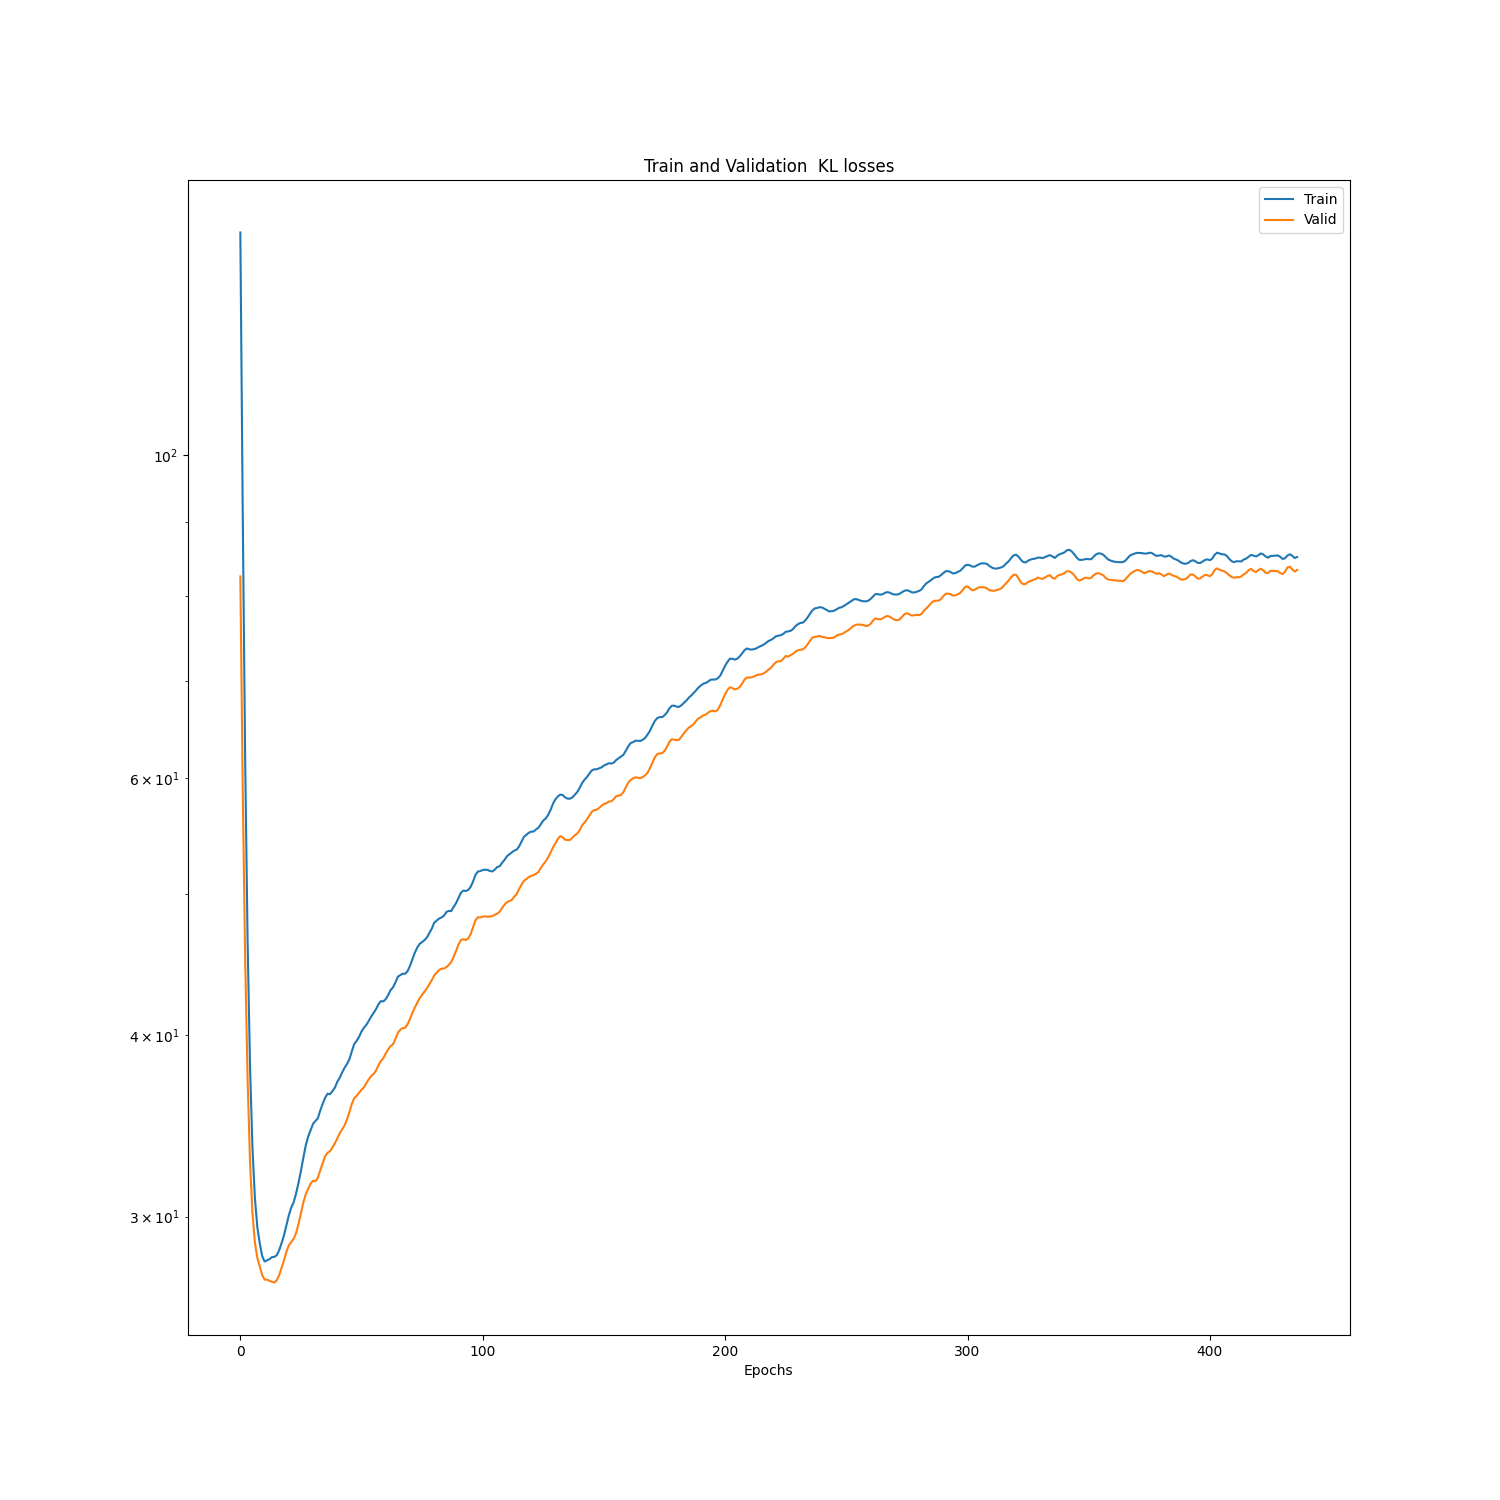 Train and Validation  KL losses
Train
Valid
10²
6 × 10¹
4 × 10¹
3 × 10¹
0 100 200 300 400
Epochs